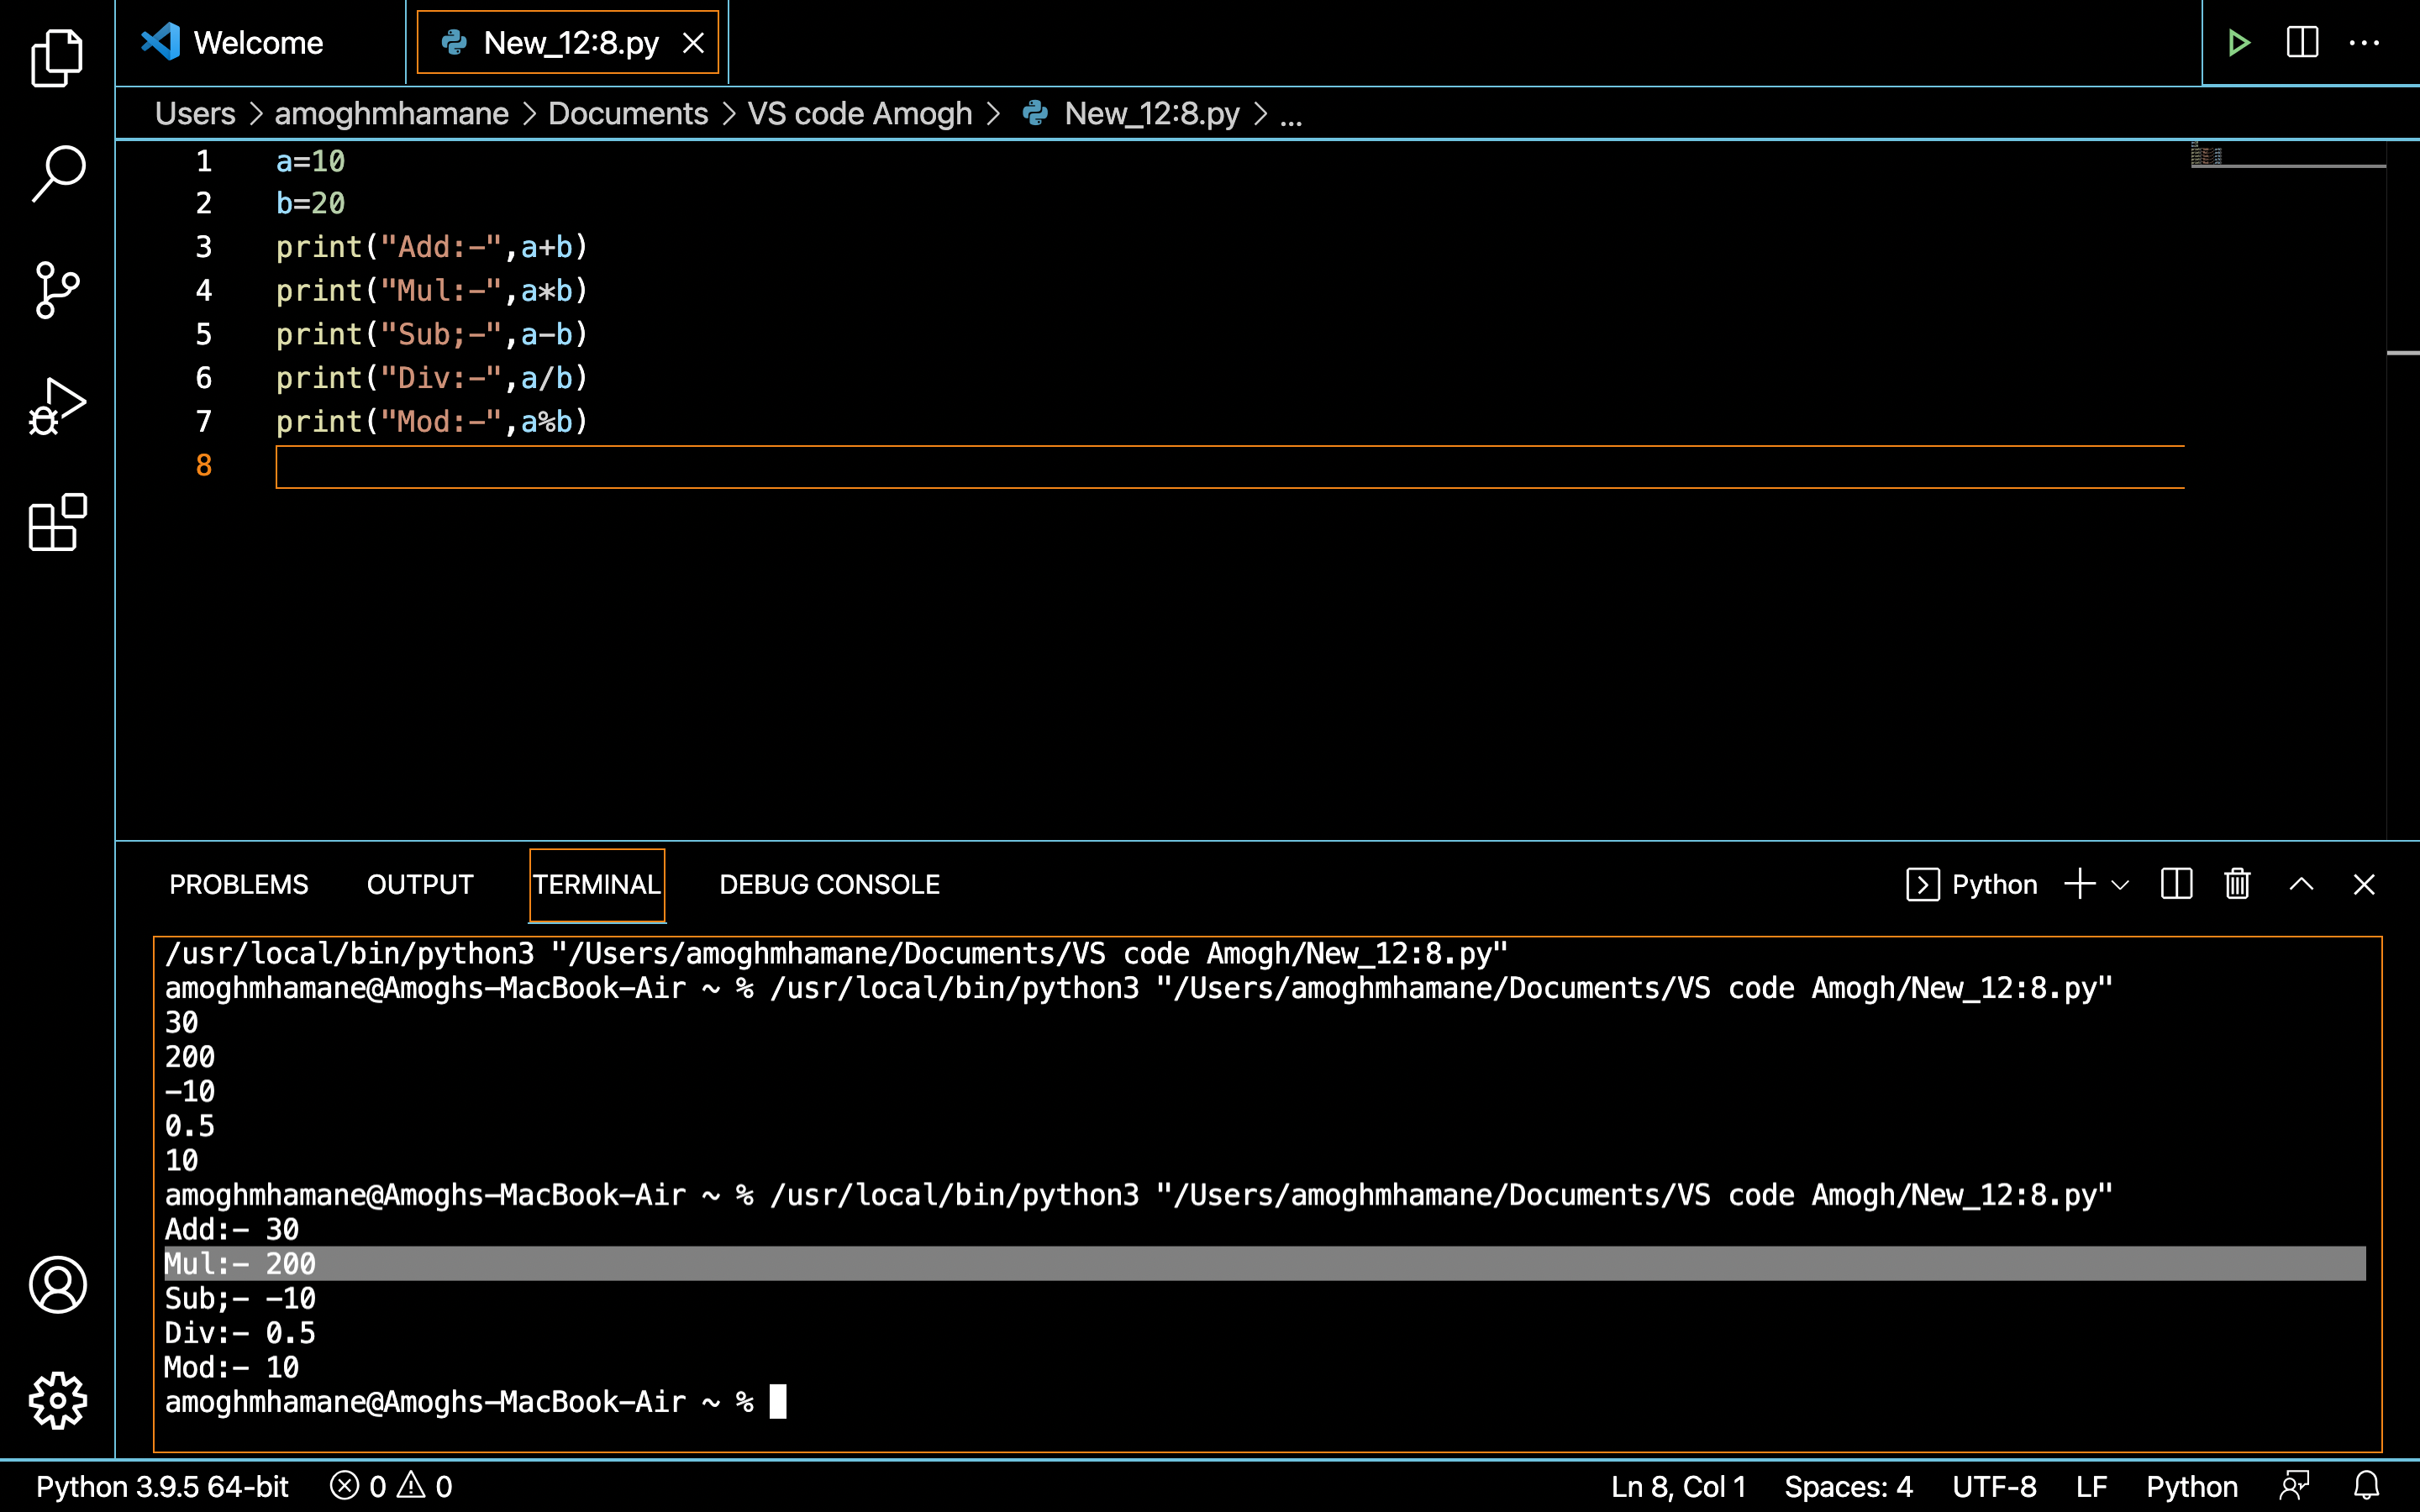 Welcome
New_12:8.py
Users > amoghmhamane > Documents > VS code Amogh > New_12:8.py > ...
1 a=10
2 b=20
3 print("Add:-",a+b)
4 print("Mul:-",a*b)
5 print("Sub;-",a-b)
6 print("Div:-",a/b)
7 print("Mod:-",a%b)
8
PROBLEMS OUTPUT TERMINAL DEBUG CONSOLE Python
/usr/local/bin/python3 "/Users/amoghmhamane/Documents/VS code Amogh/New_12:8.py"
amoghmhamane@Amoghs-MacBook-Air ~ % /usr/local/bin/python3 "/Users/amoghmhamane/Documents/VS code Amogh/New_12:8.py"
30
200
-10
0.5
10
amoghmhamane@Amoghs-MacBook-Air ~ % /usr/local/bin/python3 "/Users/amoghmhamane/Documents/VS code Amogh/New_12:8.py"
Add:- 30
Mul:- 200
Sub;- -10
Div:- 0.5
Mod:- 10
amoghmhamane@Amoghs-MacBook-Air ~ %
Python 3.9.5 64-bit 0 0 Ln 8, Col 1 Spaces: 4 UTF-8 LF Python